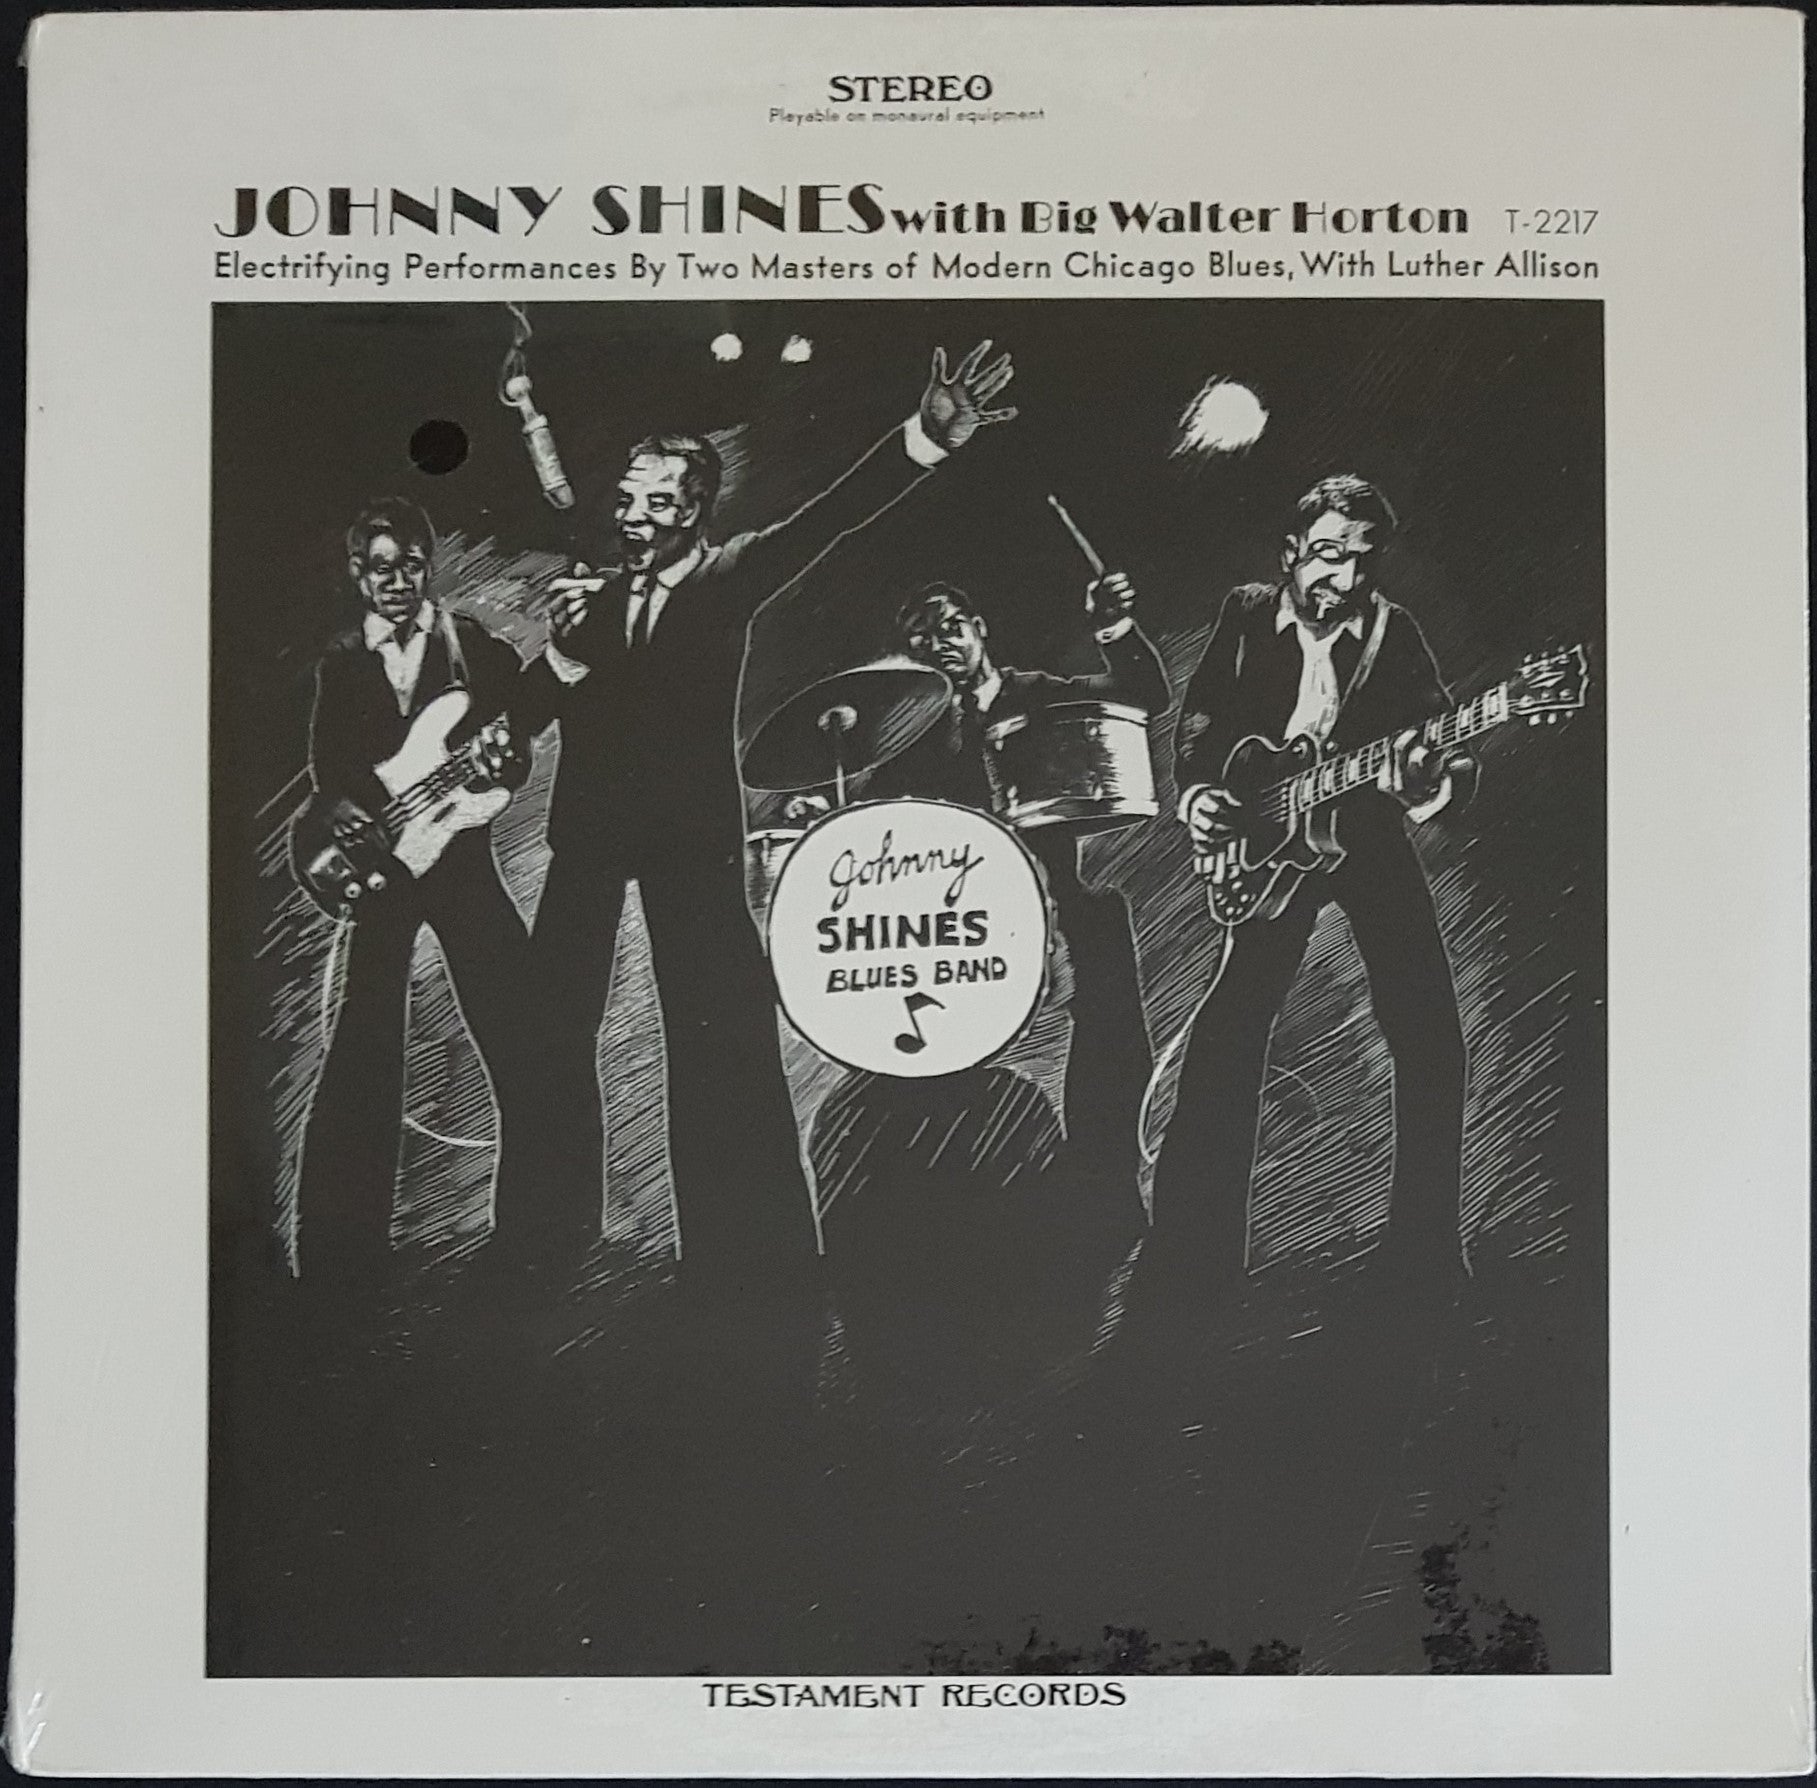 STEREO
Playable on monaural equipment
JOHNNY SHINES with Big Walter Horton T-2217
Electrifying Performances By Two Masters of Modern Chicago Blues, With Luther Allison
Johnny
SHINES
BLUES BAND
TESTAMENT RECORDS